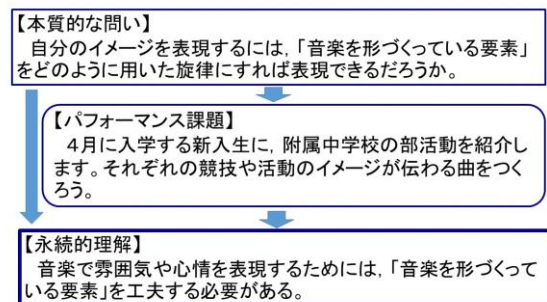 【本質的な問い】
自分のイメージを表現するには，「音楽を形づくっている要素」
をどのように用いた旋律にすれば表現できるだろうか。
【パフォーマンス課題】
４月に入学する新入生に，附属中学校の部活動を紹介し
ます。それぞれの競技や活動のイメージが伝わる曲をつく
ろう。
【永続的理解】
音楽で雰囲気や心情を表現するためには，「音楽を形づくって
いる要素」を工夫する必要がある。